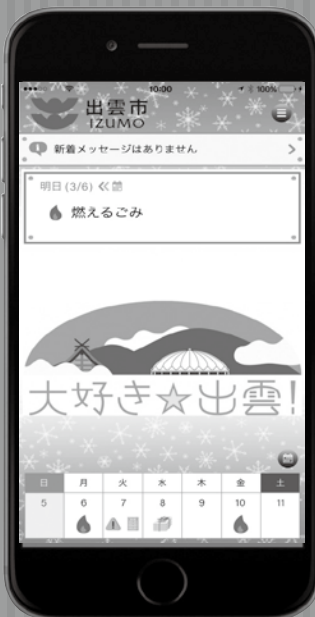 10:00
100%
出雲市
IZUMO
新着メッセージはありません
明日(3/6)
燃えるごみ
大好き☆出雲!
日 月 火 水 木 金 土
5 6 7 8 9 10 11